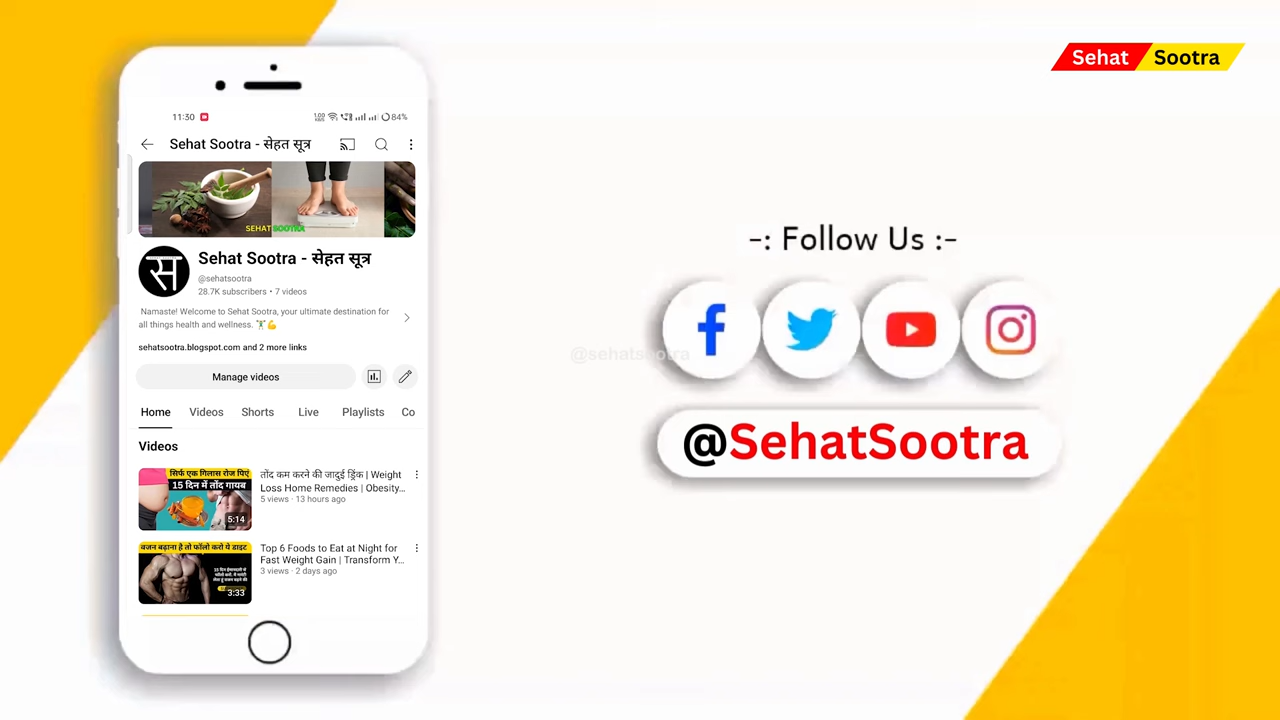 Sehat Sootra
11:30
84%
Sehat Sootra - सेहत सूत्र
SEHAT SOOTRA
स
Sehat Sootra - सेहत सूत्र
@sehatsootra
28.7K subscribers • 7 videos
Namaste! Welcome to Sehat Sootra, your ultimate destination for
all things health and wellness. 🏋️💪
sehatsootra.blogspot.com and 2 more links
Manage videos
Home Videos Shorts Live Playlists Co
Videos
सिर्फ एक गिलास रोज पिएं
15 दिन में तोंद गायब
5:14
तोंद कम करने की जादुई ड्रिंक | Weight
Loss Home Remedies | Obesity...
5 views · 13 hours ago
वजन बढ़ाना है तो फॉलो करो ये डाइट
3:33
Top 6 Foods to Eat at Night for
Fast Weight Gain | Transform Y...
3 views · 2 days ago
-: Follow Us :-
@sehatsootra
@SehatSootra